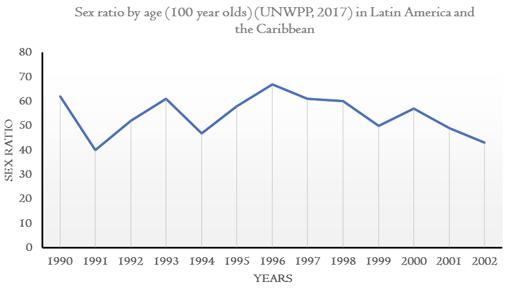 Sex ratio by age (100 year olds) (UNWPP, 2017) in Latin America and
the Caribbean
80
70
60
50
40
30
20
10
0
SEX RATIO
1990 1991 1992 1993 1994 1995 1996 1997 1998 1999 2000 2001 2002
YEARS